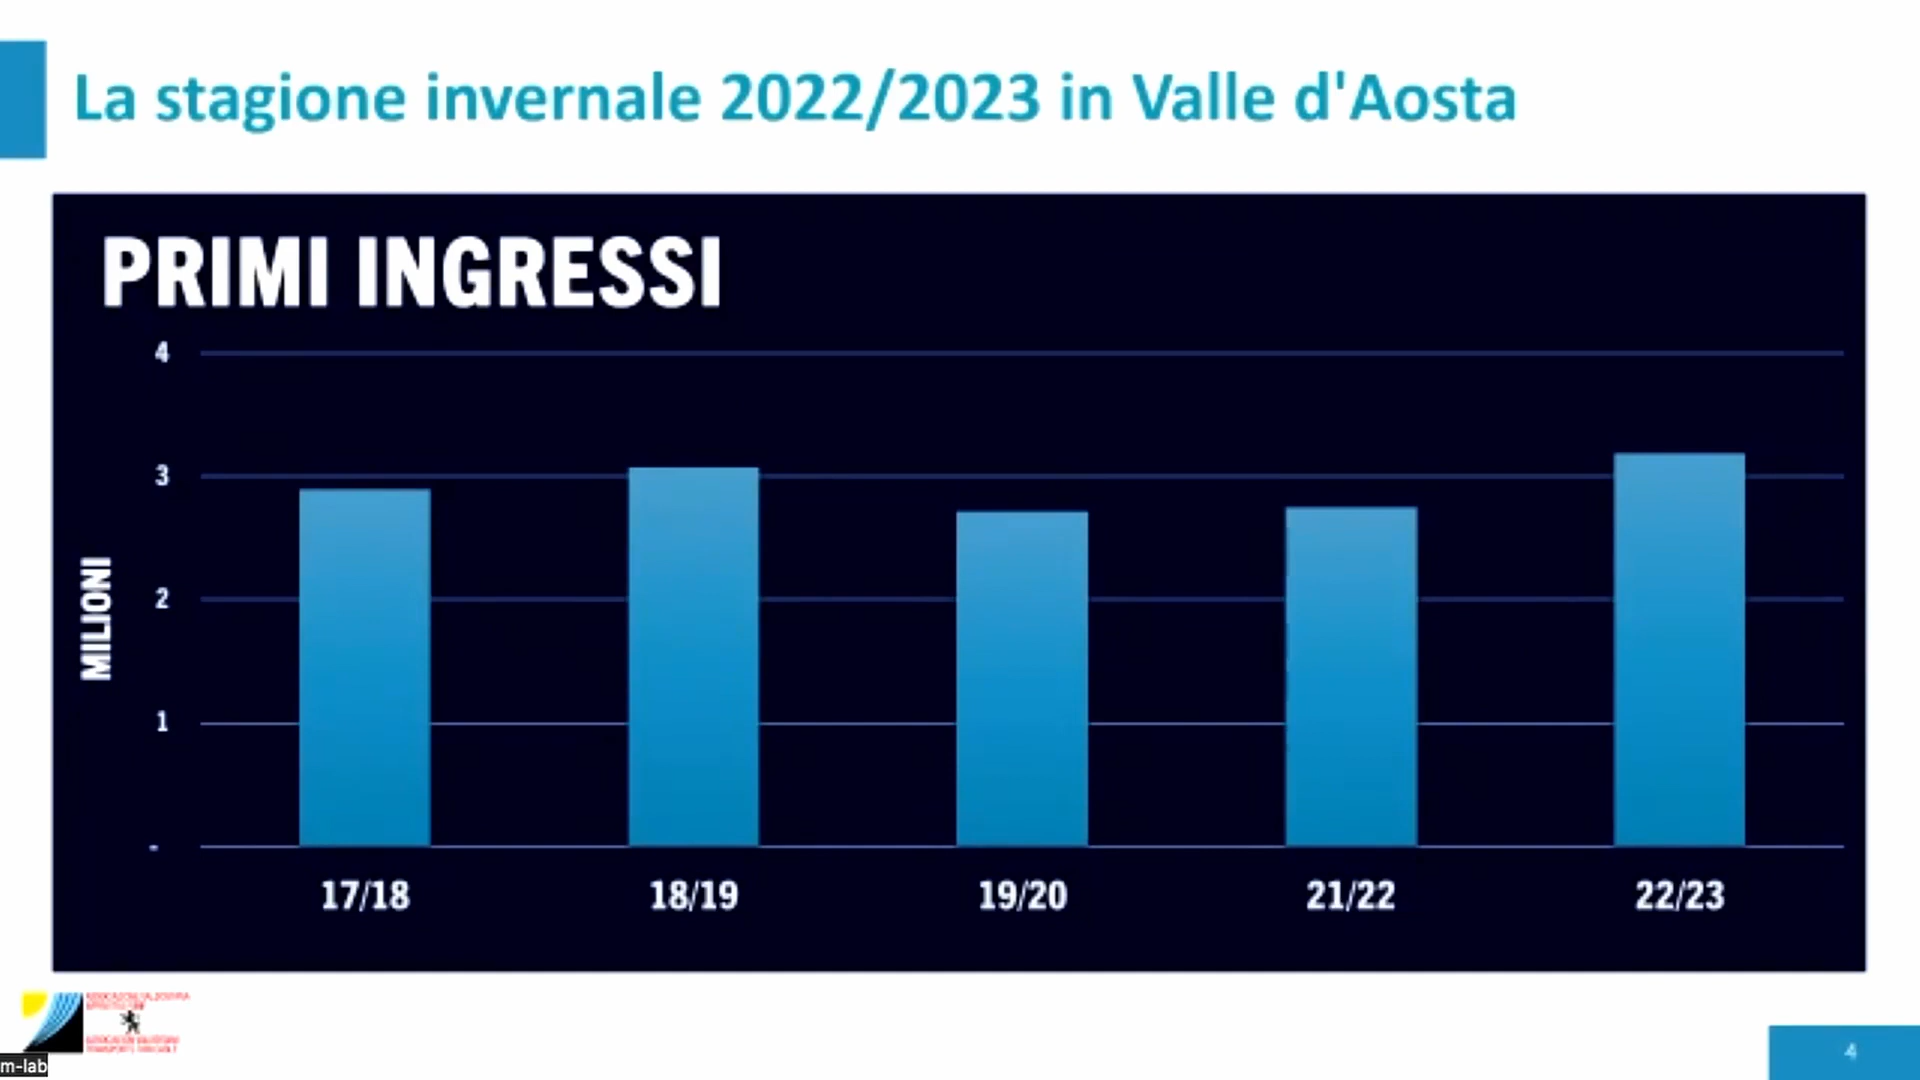 La stagione invernale 2022/2023 in Valle d'Aosta
PRIMI INGRESSI
MILIONI
4
3
2
1
-
17/18
18/19
19/20
21/22
22/23
m-lab
4